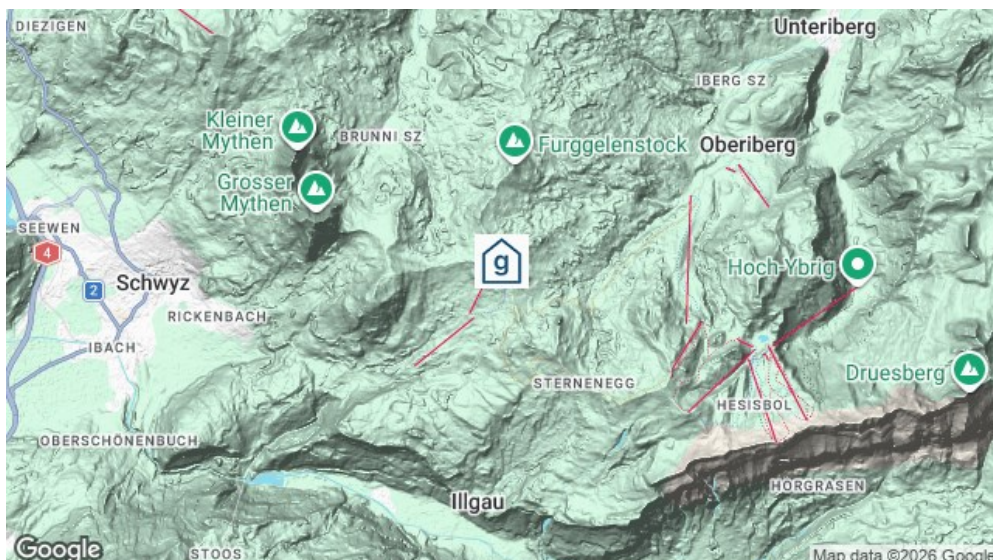 DIEZIGEN
Unteriberg
IBERG SZ
Kleiner
Mythen
BRUNNI SZ
Furggelenstock
Oberiberg
Grosser
Mythen
SEEWEN
4
g
Hoch-Ybrig
Schwyz
2
RICKENBACH
IBACH
Druesberg
STERNENEGG
HESISBOL
OBERSCHÖNENBUCH
HORGRASEN
Illgau
STOOS
Google
Map data ©2026 Google